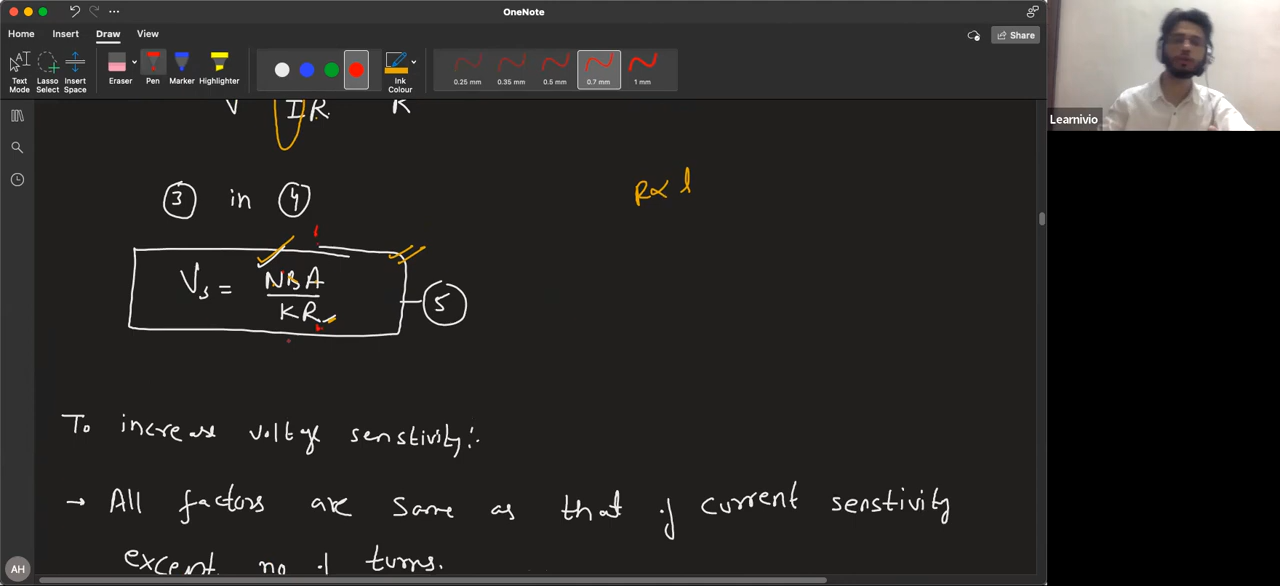 OneNote
Home Insert Draw View
Share
Text Mode
Lasso Select
Insert Space
Eraser
Pen
Marker
Highlighter
Ink Colour
0.25 mm
0.35 mm
0.5 mm
0.7 mm
1 mm
Learnivio
V IR K
3 in 4
R∝ l
Vs = NBA / KR — 5
To increase voltage senstivity:-
→ All factors are same as that of current senstivity
except no of turns.
AH